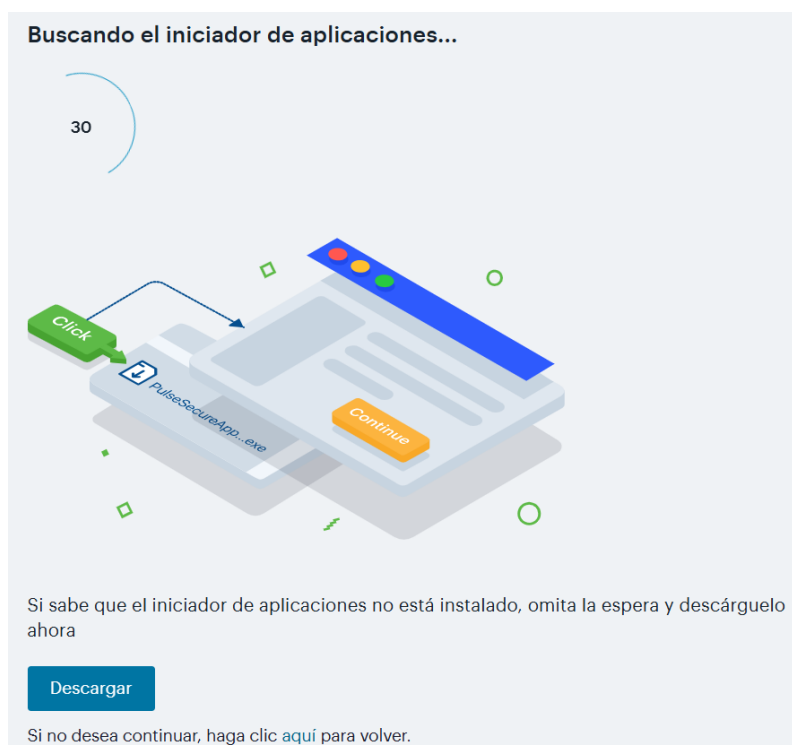 Buscando el iniciador de aplicaciones...
30
Click
PulseSecureApp...exe
Continue
Si sabe que el iniciador de aplicaciones no está instalado, omita la espera y descárguelo
ahora
Descargar
Si no desea continuar, haga clic aquí para volver.